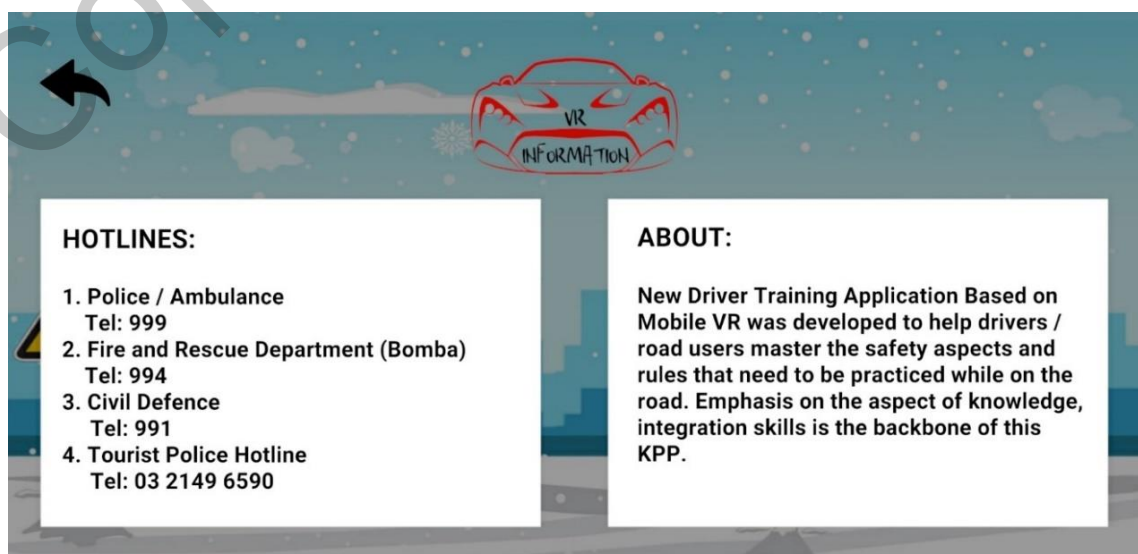 VR
INFORMATION
HOTLINES:
1. Police / Ambulance
Tel: 999
2. Fire and Rescue Department (Bomba)
Tel: 994
3. Civil Defence
Tel: 991
4. Tourist Police Hotline
Tel: 03 2149 6590
ABOUT:
New Driver Training Application Based on
Mobile VR was developed to help drivers /
road users master the safety aspects and
rules that need to be practiced while on the
road. Emphasis on the aspect of knowledge,
integration skills is the backbone of this
KPP.